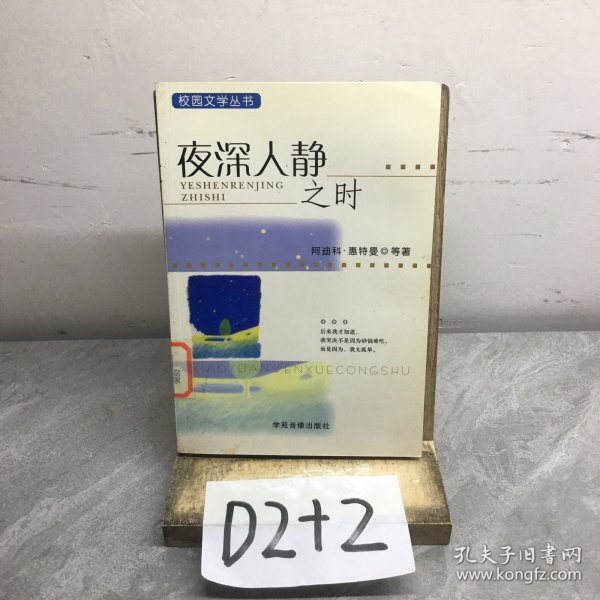 校园文学丛书
夜深人静
YESHENRENJING
ZHISHI
之时
阿迪科·惠特曼◎等著
后来我才知道,
我哭决不是因为砂锅难吃,
而是因为,我太孤单。
XIAOYUANWENXUECONGSHU
学苑音像出版社
D2+2
孔夫子旧书网
www.kongfz.com